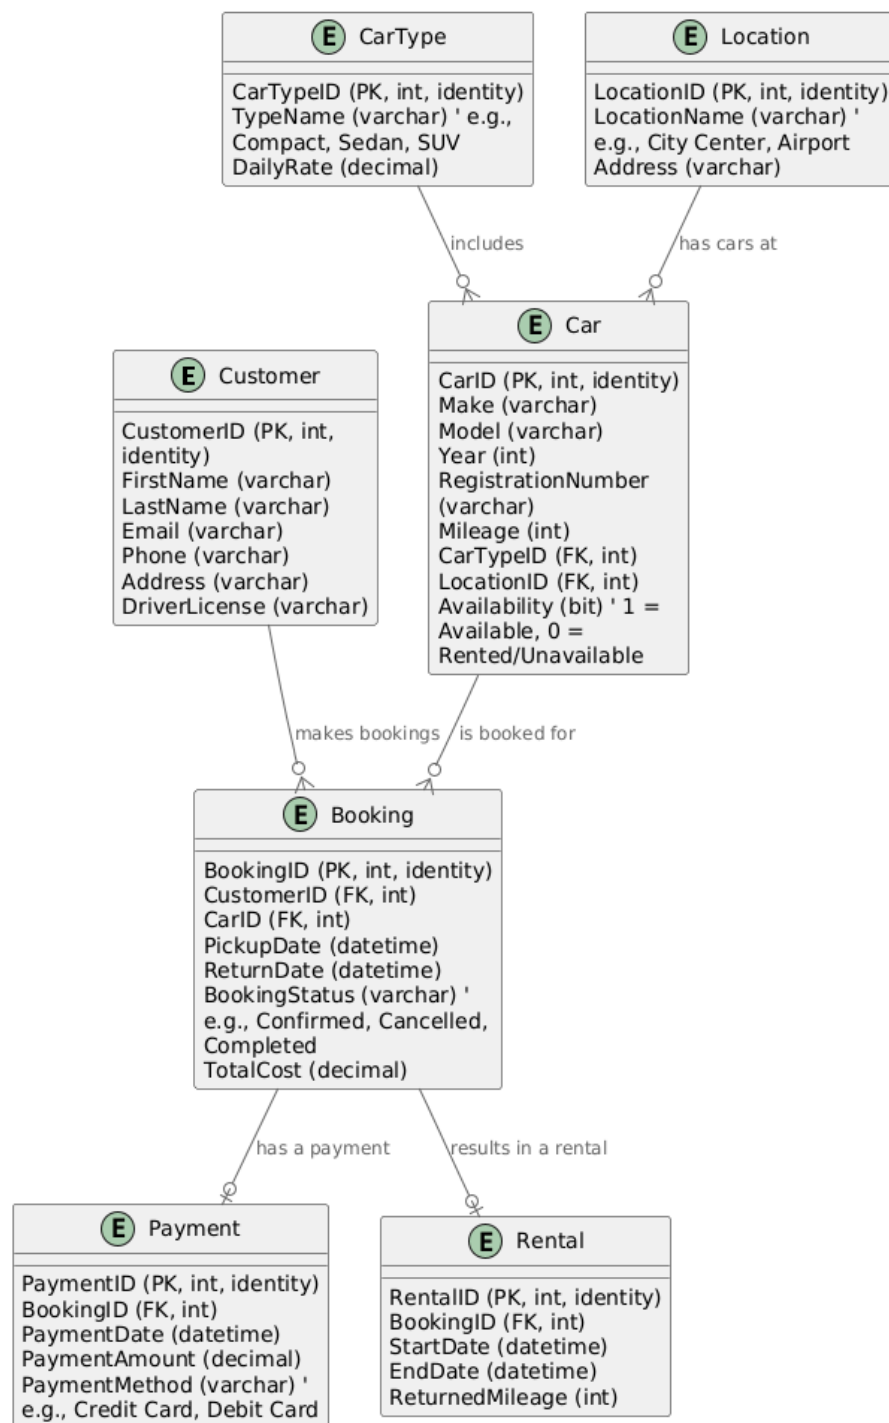 E CarType
CarTypeID (PK, int, identity)
TypeName (varchar) ' e.g.,
Compact, Sedan, SUV
DailyRate (decimal)
E Location
LocationID (PK, int, identity)
LocationName (varchar) '
e.g., City Center, Airport
Address (varchar)
includes
has cars at
E Car
CarID (PK, int, identity)
Make (varchar)
Model (varchar)
Year (int)
RegistrationNumber
(varchar)
Mileage (int)
CarTypeID (FK, int)
LocationID (FK, int)
Availability (bit) ' 1 =
Available, 0 =
Rented/Unavailable
E Customer
CustomerID (PK, int,
identity)
FirstName (varchar)
LastName (varchar)
Email (varchar)
Phone (varchar)
Address (varchar)
DriverLicense (varchar)
makes bookings
is booked for
E Booking
BookingID (PK, int, identity)
CustomerID (FK, int)
CarID (FK, int)
PickupDate (datetime)
ReturnDate (datetime)
BookingStatus (varchar) '
e.g., Confirmed, Cancelled,
Completed
TotalCost (decimal)
has a payment
results in a rental
E Payment
PaymentID (PK, int, identity)
BookingID (FK, int)
PaymentDate (datetime)
PaymentAmount (decimal)
PaymentMethod (varchar) '
e.g., Credit Card, Debit Card
E Rental
RentalID (PK, int, identity)
BookingID (FK, int)
StartDate (datetime)
EndDate (datetime)
ReturnedMileage (int)